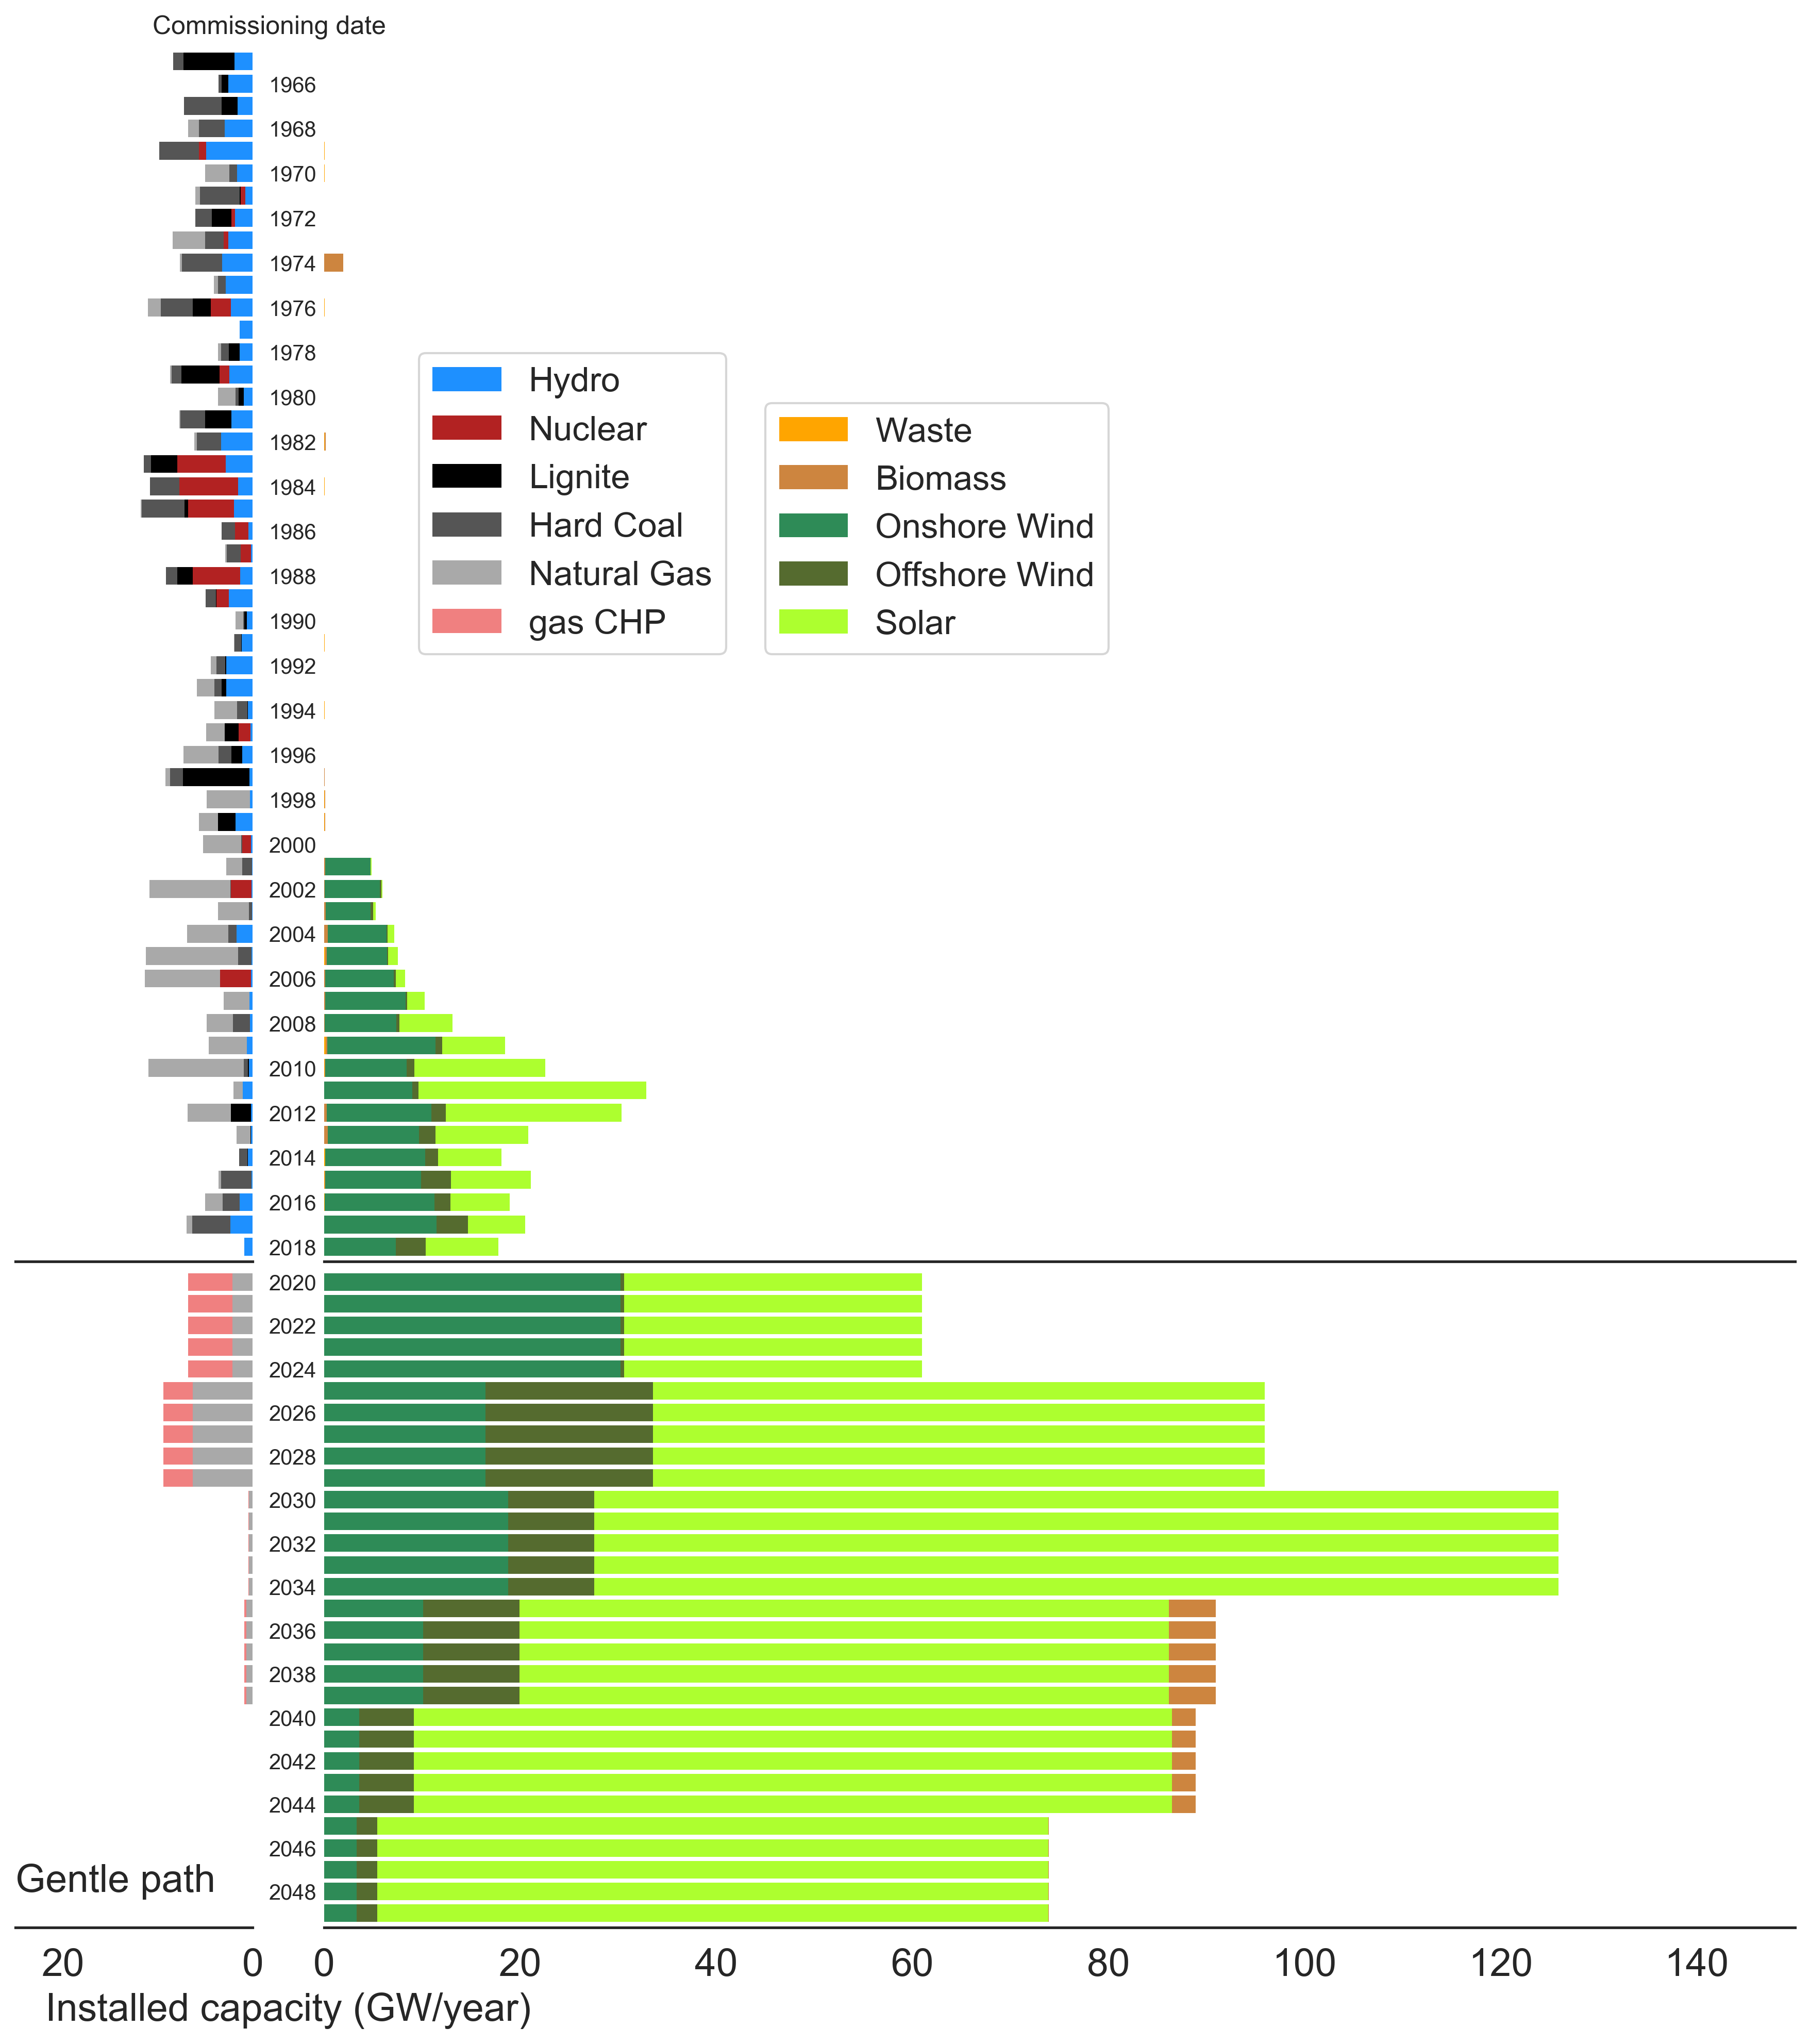 Commissioning date
1966
1968
1970
1972
1974
1976
1978
1980
1982
1984
1986
1988
1990
1992
1994
1996
1998
2000
2002
2004
2006
2008
2010
2012
2014
2016
2018
Hydro
Nuclear
Lignite
Hard Coal
Natural Gas
gas CHP
Waste
Biomass
Onshore Wind
Offshore Wind
Solar
2020
2022
2024
2026
2028
2030
2032
2034
2036
2038
2040
2042
2044
2046
2048
Gentle path
20 0 0 20 40 60 80 100 120 140
Installed capacity (GW/year)